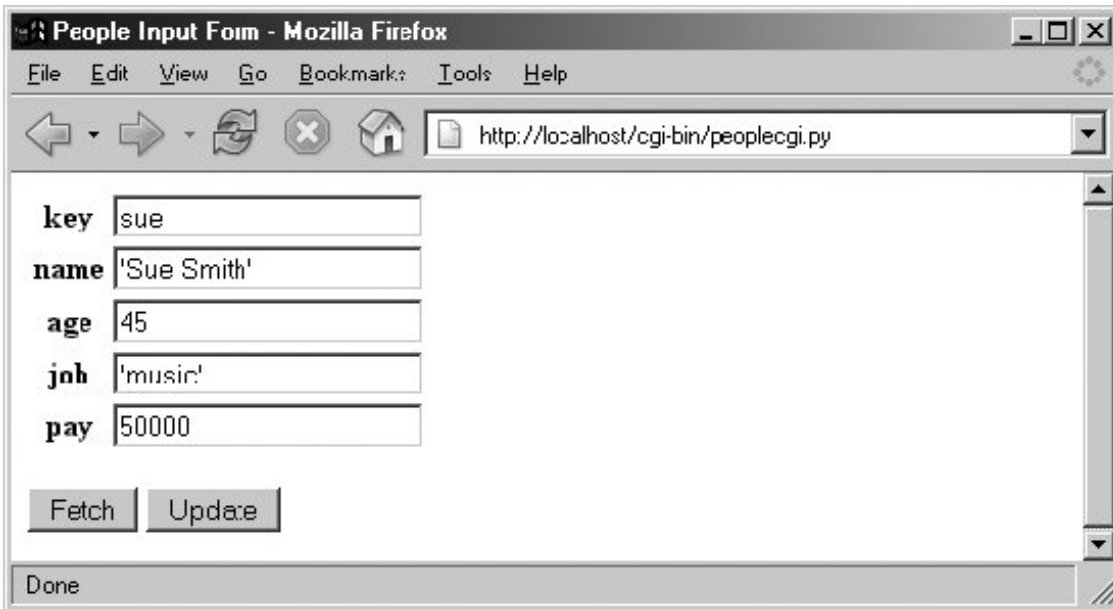 People Input Form - Mozilla Firefox
File Edit View Go Bookmarks Tools Help
http://localhost/cgi-bin/peoplecgi.py
key sue
name 'Sue Smith'
age 45
job 'music'
pay 50000
Fetch Update
Done